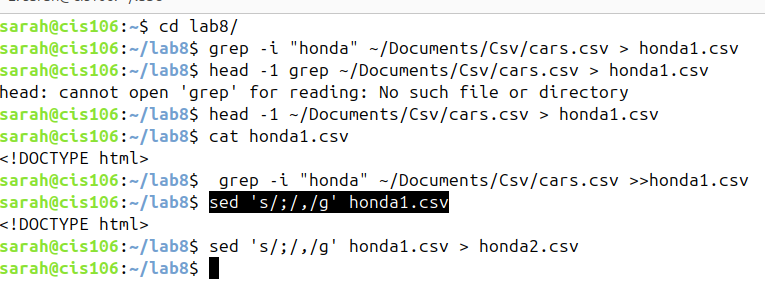 sarah@cis106:~$ cd lab8/
sarah@cis106:~/lab8$ grep -i "honda" ~/Documents/Csv/cars.csv > honda1.csv
sarah@cis106:~/lab8$ head -1 grep ~/Documents/Csv/cars.csv > honda1.csv
head: cannot open 'grep' for reading: No such file or directory
sarah@cis106:~/lab8$ head -1 ~/Documents/Csv/cars.csv > honda1.csv
sarah@cis106:~/lab8$ cat honda1.csv
<!DOCTYPE html>
sarah@cis106:~/lab8$  grep -i "honda" ~/Documents/Csv/cars.csv >>honda1.csv
sarah@cis106:~/lab8$ sed 's/;/,/g' honda1.csv
<!DOCTYPE html>
sarah@cis106:~/lab8$ sed 's/;/,/g' honda1.csv > honda2.csv
sarah@cis106:~/lab8$